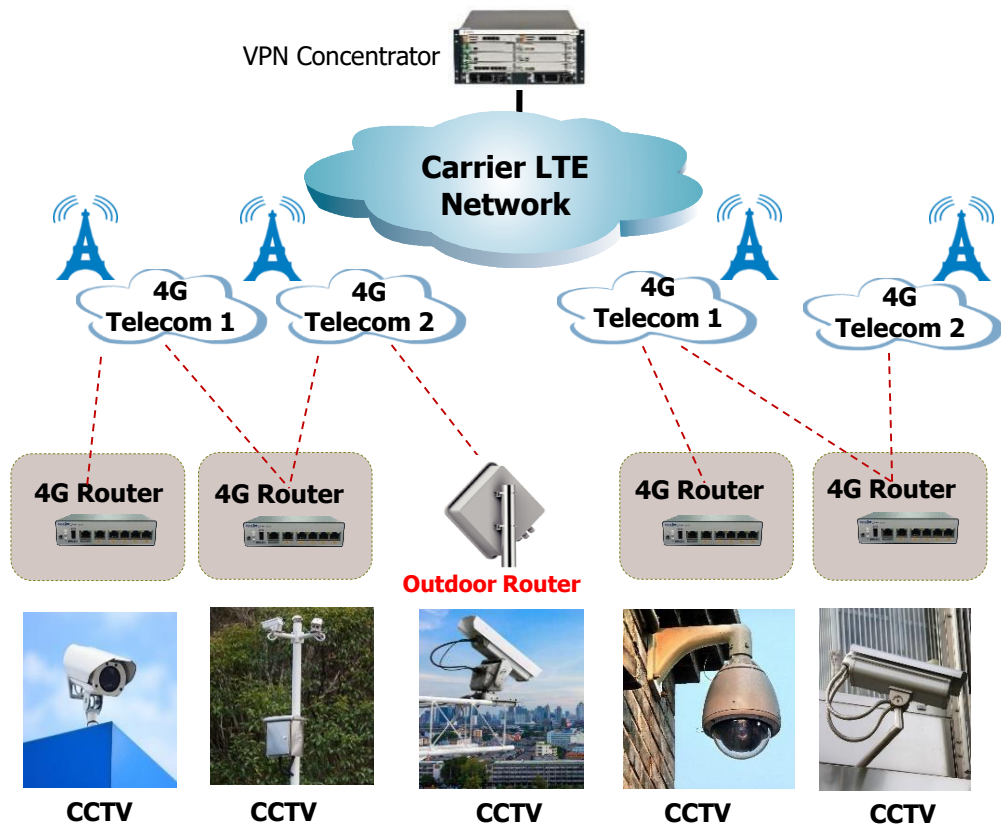 VPN Concentrator
Carrier LTE
Network
4G
Telecom 1
4G
Telecom 2
4G
Telecom 1
4G
Telecom 2
4G Router
4G Router
4G Router
4G Router
Outdoor Router
CCTV
CCTV
CCTV
CCTV
CCTV